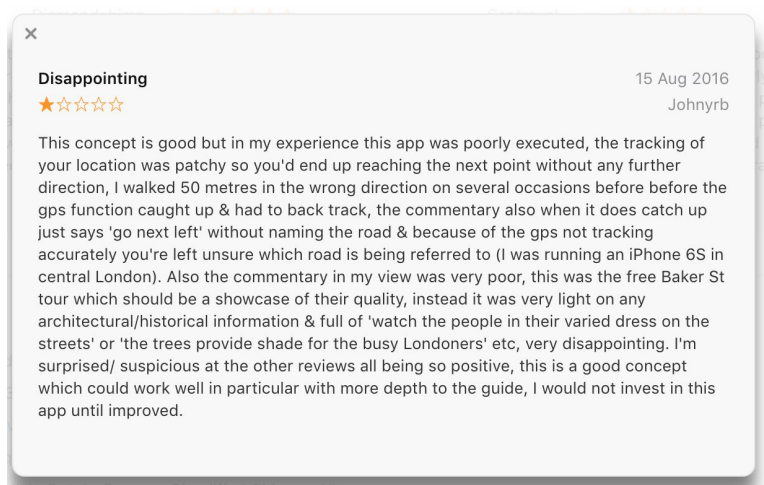 Disappointing
15 Aug 2016
Johnyrb
This concept is good but in my experience this app was poorly executed, the tracking of
your location was patchy so you'd end up reaching the next point without any further
direction, I walked 50 metres in the wrong direction on several occasions before before the
gps function caught up & had to back track, the commentary also when it does catch up
just says 'go next left' without naming the road & because of the gps not tracking
accurately you're left unsure which road is being referred to (I was running an iPhone 6S in
central London). Also the commentary in my view was very poor, this was the free Baker St
tour which should be a showcase of their quality, instead it was very light on any
architectural/historical information & full of 'watch the people in their varied dress on the
streets' or 'the trees provide shade for the busy Londoners' etc, very disappointing. I'm
surprised/ suspicious at the other reviews all being so positive, this is a good concept
which could work well in particular with more depth to the guide, I would not invest in this
app until improved.